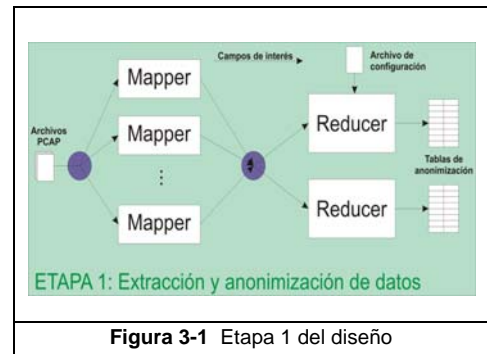 Campos de interés
Archivo de
configuración
Mapper
Mapper
Mapper
Archivos
PCAP
Reducer
Reducer
Tablas de
anonimización
ETAPA 1: Extracción y anonimización de datos
Figura 3-1 Etapa 1 del diseño